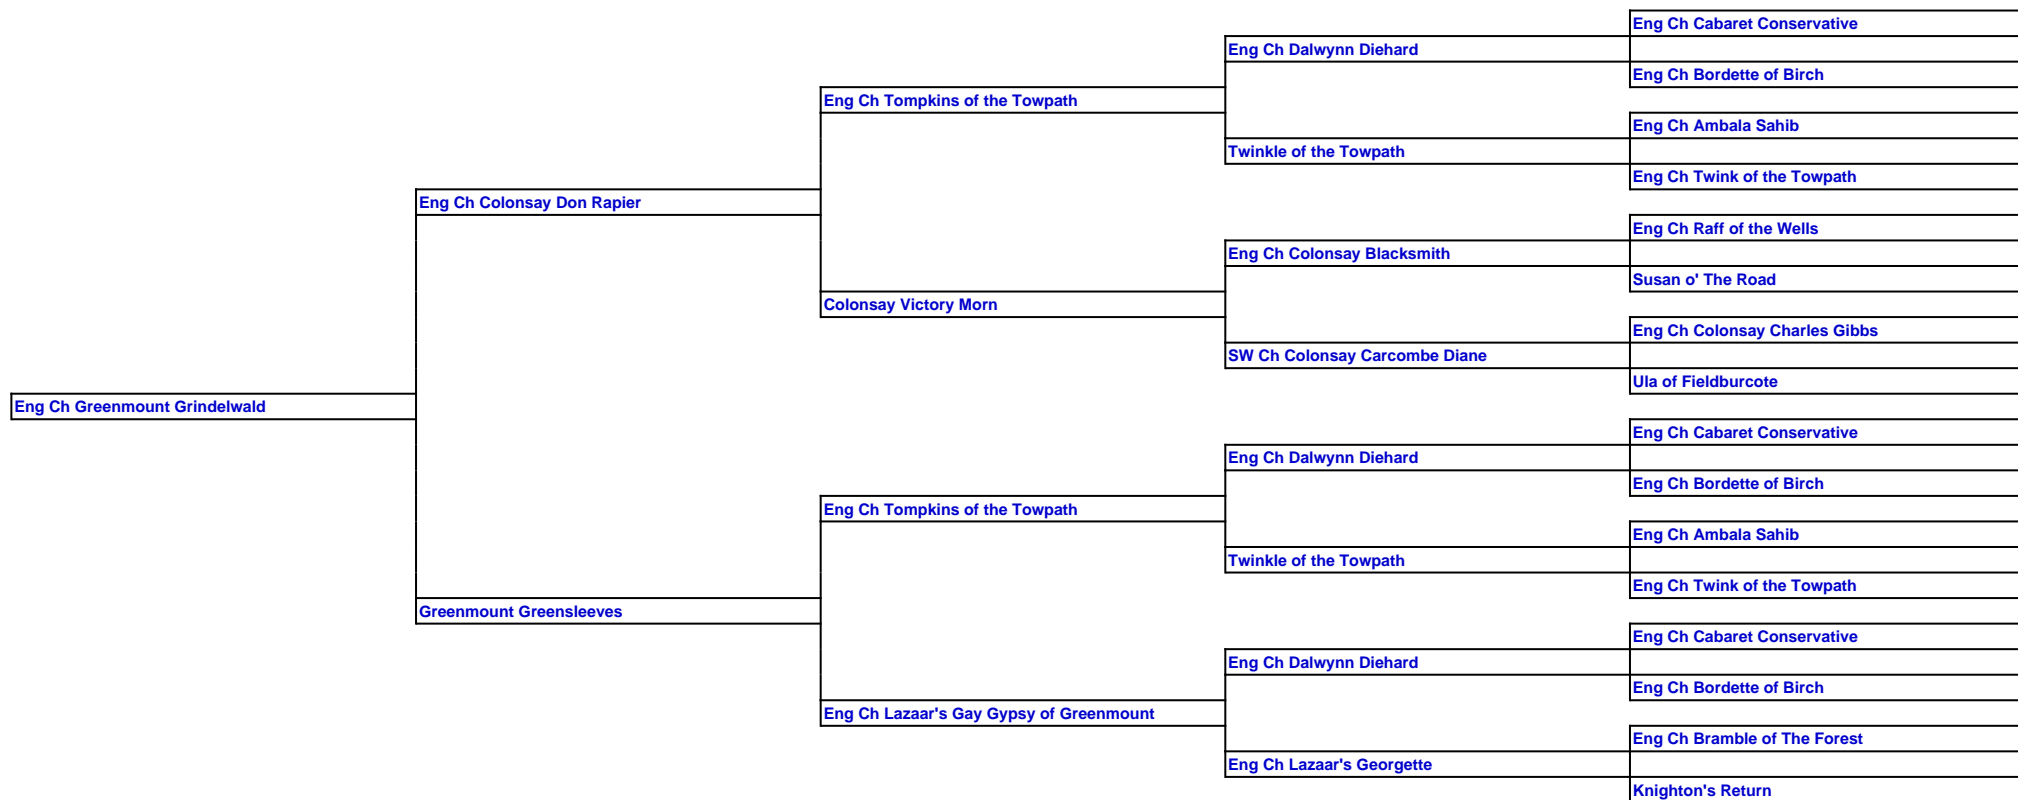 Eng Ch Cabaret Conservative
Eng Ch Dalwynn Diehard
Eng Ch Bordette of Birch
Eng Ch Tompkins of the Towpath
Eng Ch Ambala Sahib
Twinkle of the Towpath
Eng Ch Twink of the Towpath
Eng Ch Colonsay Don Rapier
Eng Ch Raff of the Wells
Eng Ch Colonsay Blacksmith
Susan o' The Road
Colonsay Victory Morn
Eng Ch Colonsay Charles Gibbs
SW Ch Colonsay Carcombe Diane
Ula of Fieldburcote
Eng Ch Greenmount Grindelwald
Eng Ch Cabaret Conservative
Eng Ch Dalwynn Diehard
Eng Ch Bordette of Birch
Eng Ch Tompkins of the Towpath
Eng Ch Ambala Sahib
Twinkle of the Towpath
Eng Ch Twink of the Towpath
Greenmount Greensleeves
Eng Ch Cabaret Conservative
Eng Ch Dalwynn Diehard
Eng Ch Bordette of Birch
Eng Ch Lazaar's Gay Gypsy of Greenmount
Eng Ch Bramble of The Forest
Eng Ch Lazaar's Georgette
Knighton's Return